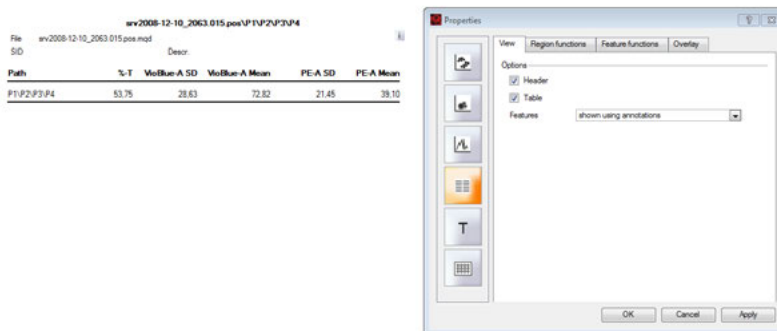 srv2008-12-10_2063.015.pos\P1\P2\P3\P4
File srv2008-12-10_2063.015.pos.mqd
SID Descr.
Path %-T VioBlue-A SD VioBlue-A Mean PE-A SD PE-A Mean
P1\P2\P3\P4 53,75 28,63 72,82 21,45 39,10
Properties
View Region functions Feature functions Overlay
Options
Header
Table
Features shown using annotations
T
OK Cancel Apply